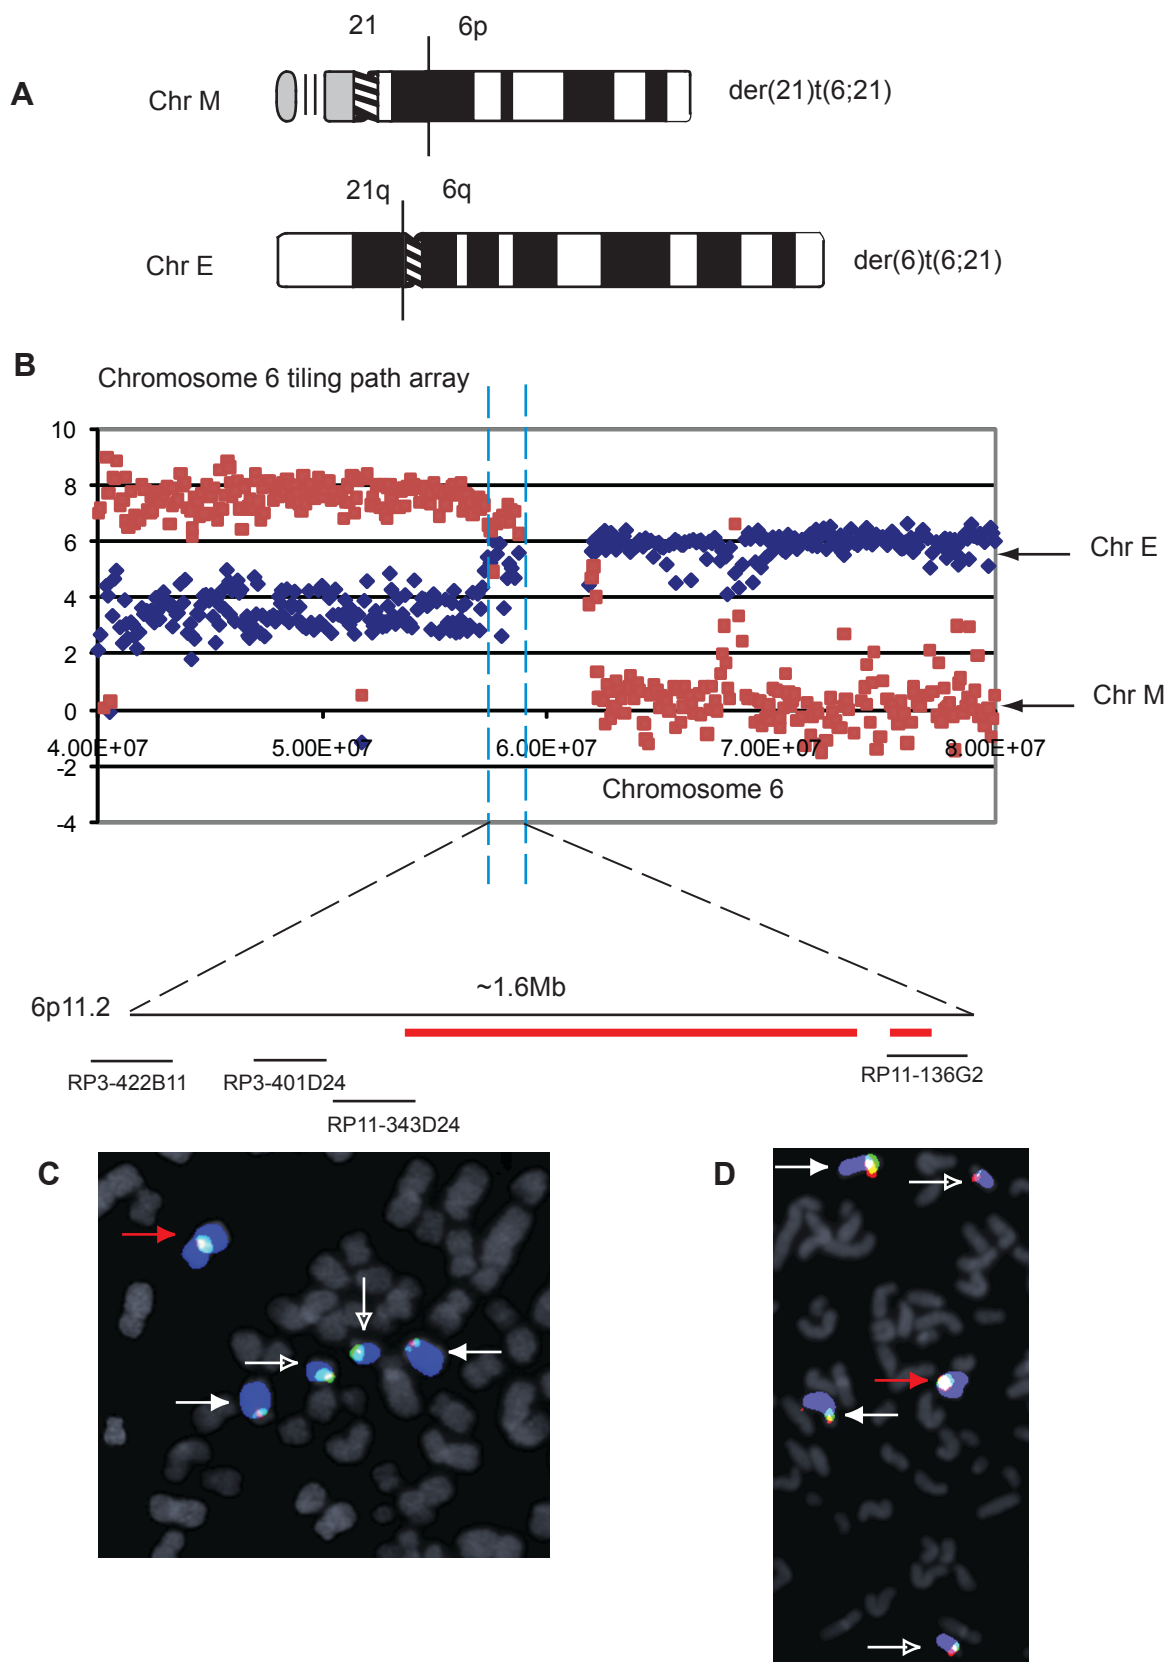 21 6p
A Chr M der(21)t(6;21)
21q 6q
Chr E der(6)t(6;21)
B
Chromosome 6 tiling path array
10
8
6
Chr E
4
2
0
Chr M
4.00E+07 5.00E+07 6.00E+07 7.00E+07 8.00E+07
-2
Chromosome 6
-4
~1.6Mb
6p11.2
RP3-422B11 RP3-401D24 RP11-136G2
RP11-343D24
C D